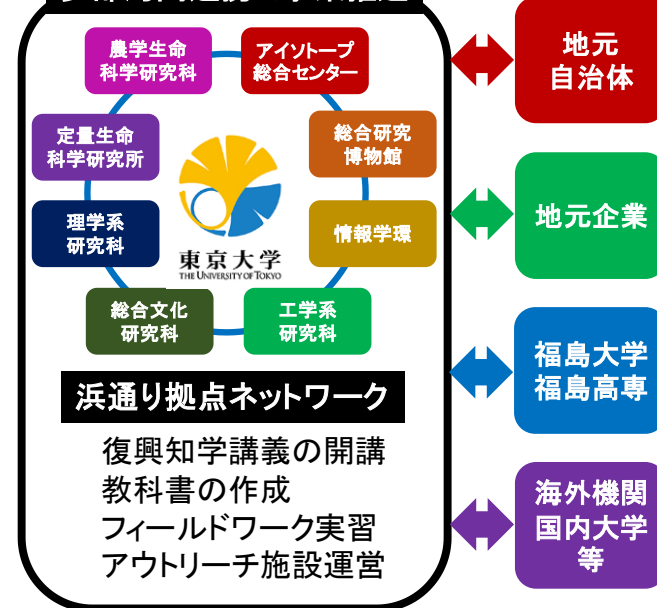 農学生命
科学研究科
アイソトープ
総合センター
定量生命
科学研究所
総合研究
博物館
理学系
研究科
情報学環
総合文化
研究科
工学系
研究科
東京大学
THE UNIVERSITY OF TOKYO
浜通り拠点ネットワーク
復興知学講義の開講
教科書の作成
フィールドワーク実習
アウトリーチ施設運営
地元
自治体
地元企業
福島大学
福島高専
海外機関
国内大学
等